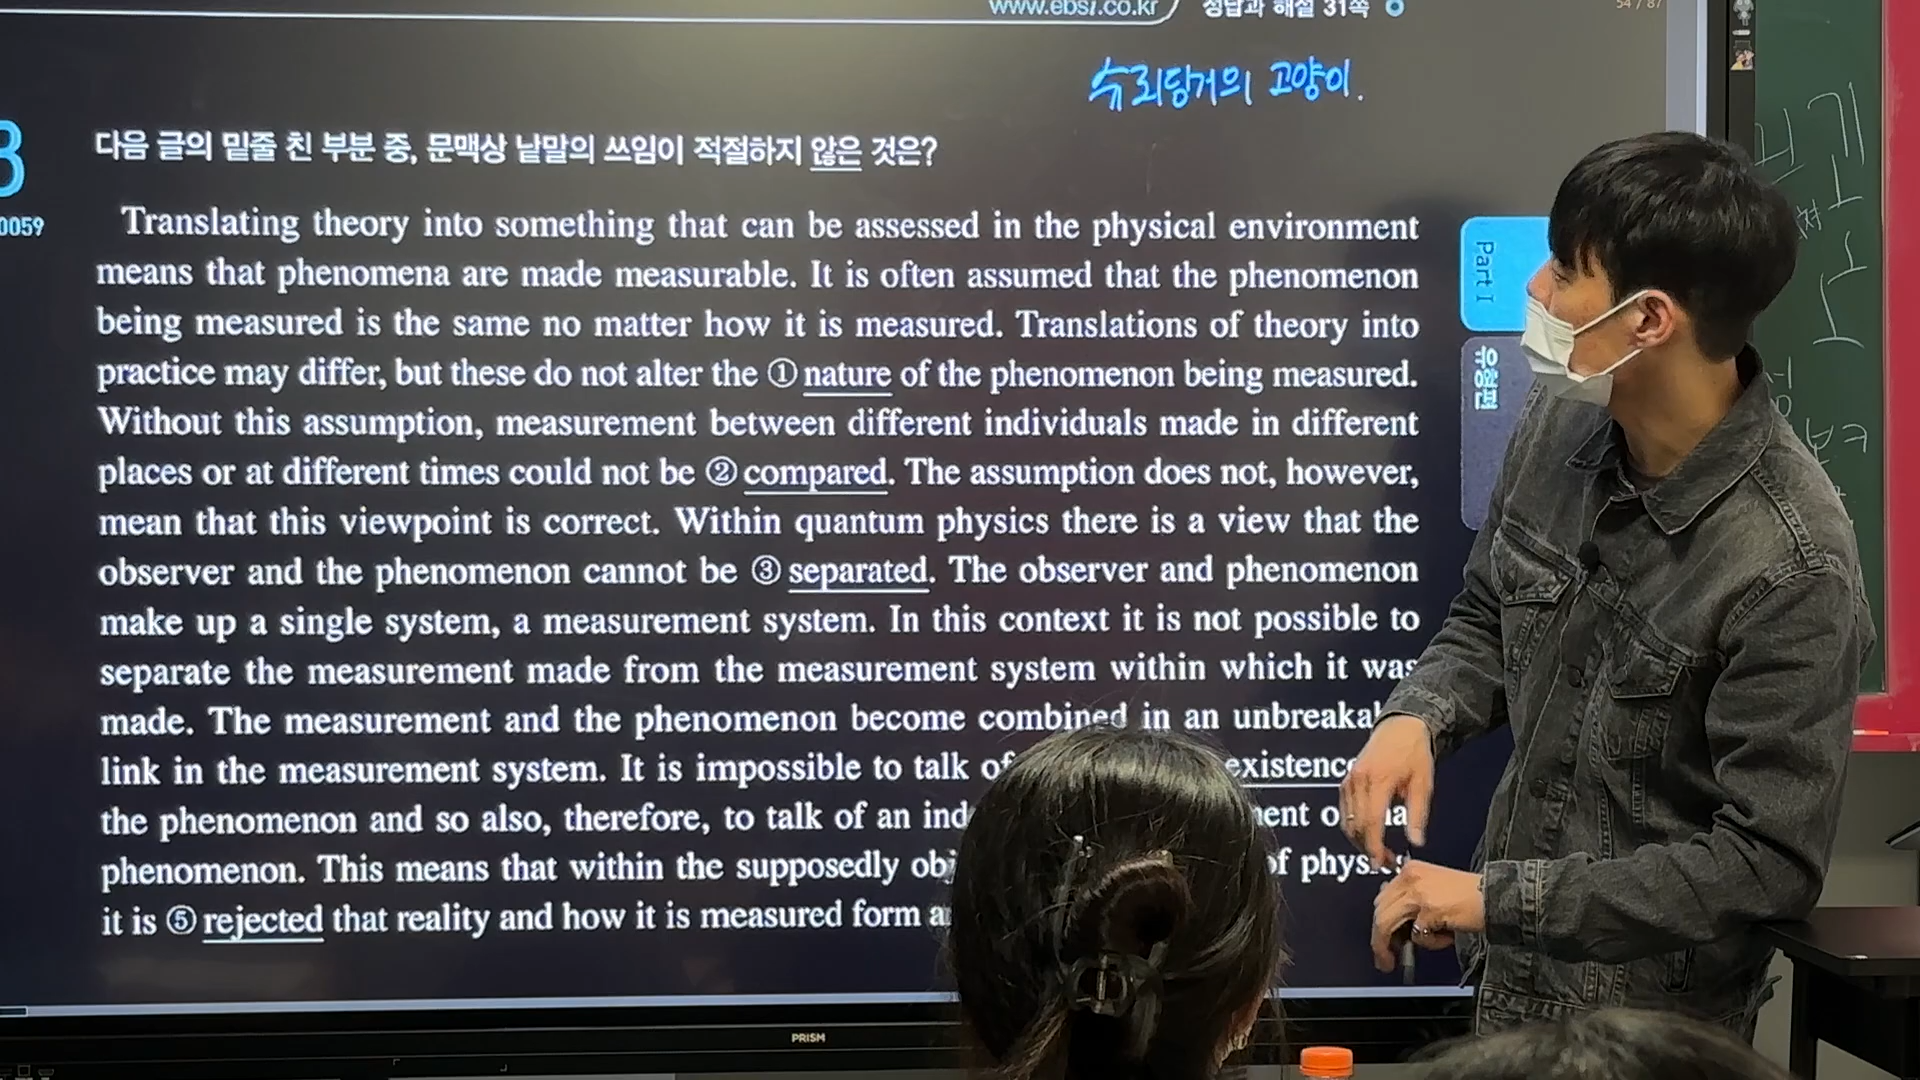 www.ebsi.co.kr 정답과 해설 31쪽
54 / 87
슈뢰딩거의 고양이.
다음 글의 밑줄 친 부분 중, 문맥상 낱말의 쓰임이 적절하지 않은 것은?
0059
Translating theory into something that can be assessed in the physical environment
means that phenomena are made measurable. It is often assumed that the phenomenon
being measured is the same no matter how it is measured. Translations of theory into
practice may differ, but these do not alter the ① nature of the phenomenon being measured.
Without this assumption, measurement between different individuals made in different
places or at different times could not be ② compared. The assumption does not, however,
mean that this viewpoint is correct. Within quantum physics there is a view that the
observer and the phenomenon cannot be ③ separated. The observer and phenomenon
make up a single system, a measurement system. In this context it is not possible to
separate the measurement made from the measurement system within which it was
made. The measurement and the phenomenon become combined in an
link in the measurement system. It is impossible to talk of existence
the phenomenon and so also, therefore, to talk of an
phenomenon. This means that within the supposedly of
it is ⑤ rejected that reality and how it is measured form
Part I
유형편
PRISM